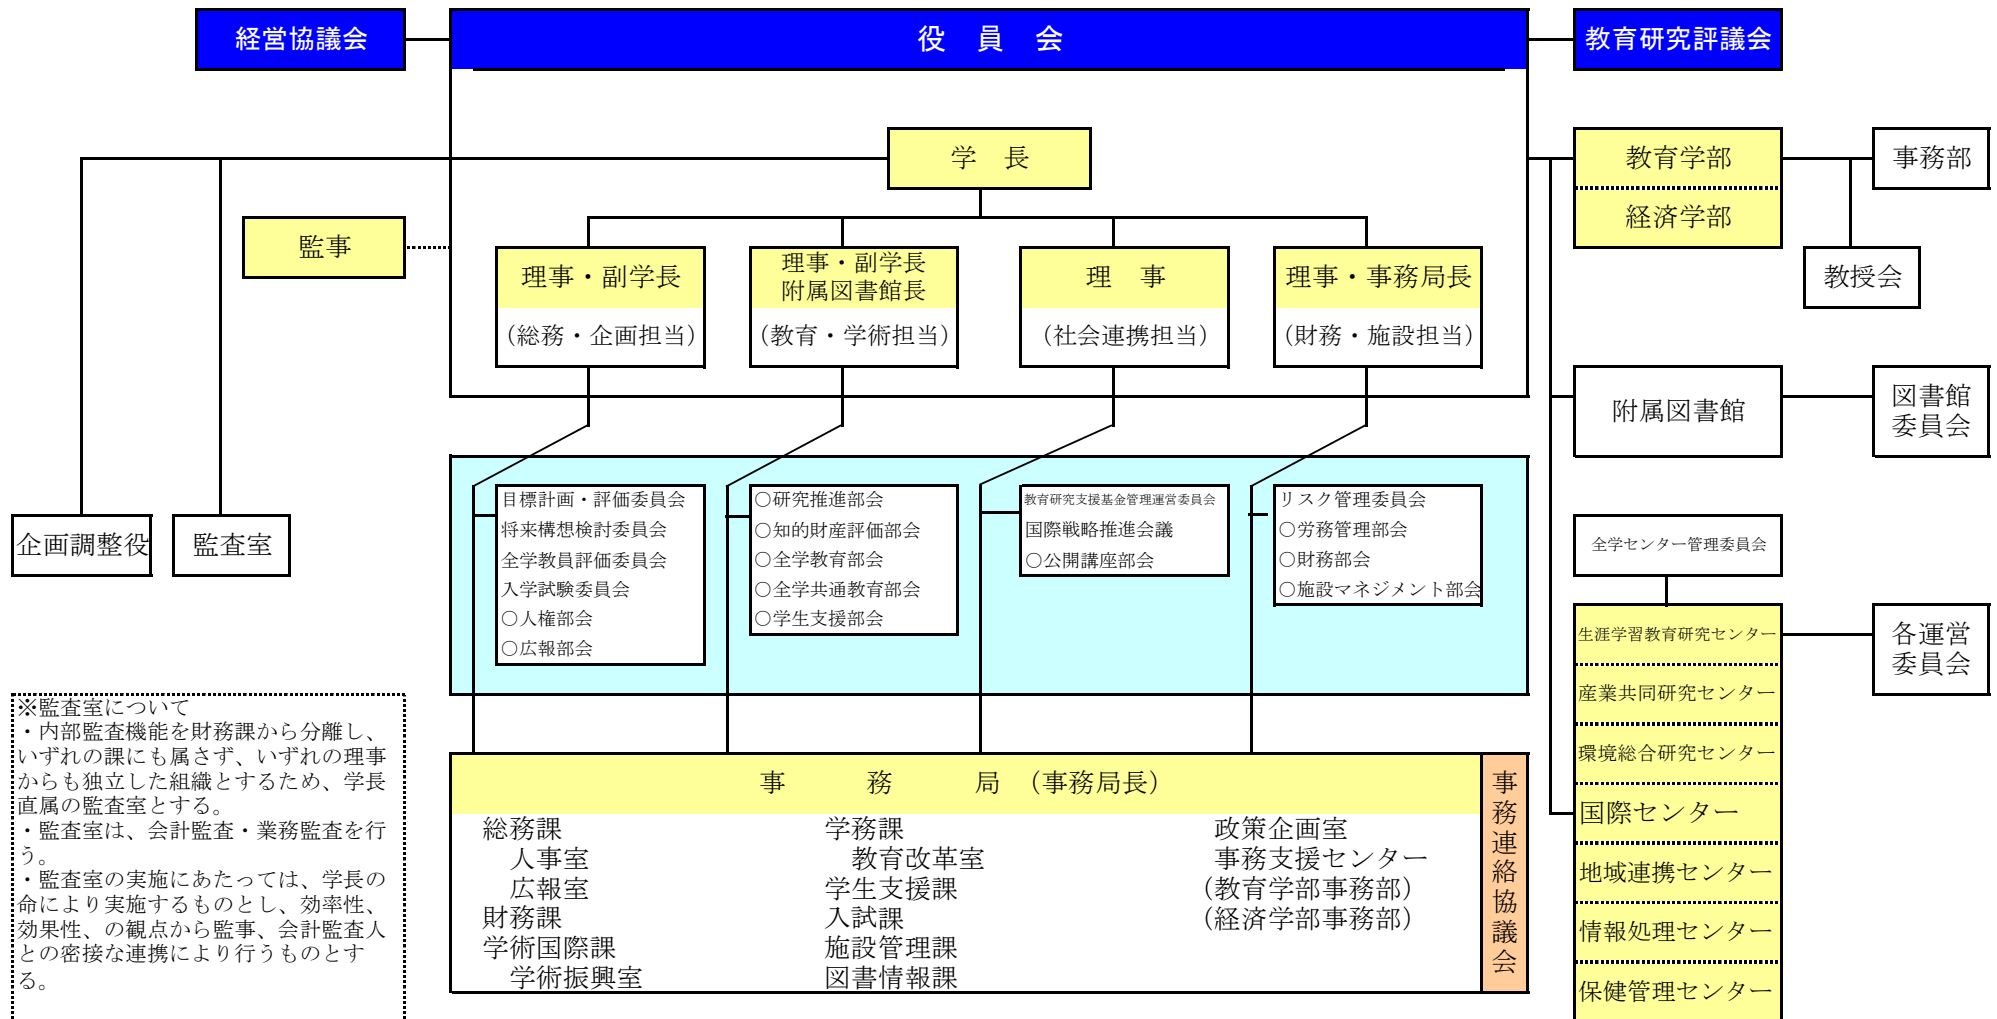 経営協議会
役　員　会
教育研究評議会
学　長
教育学部
経済学部
事務部
教授会
監事
理事・副学長
（総務・企画担当）
理事・副学長
附属図書館長
（教育・学術担当）
理　事
（社会連携担当）
理事・事務局長
（財務・施設担当）
附属図書館
図書館
委員会
企画調整役
監査室
目標計画・評価委員会
将来構想検討委員会
全学教員評価委員会
入学試験委員会
○人権部会
○広報部会
○研究推進部会
○知的財産評価部会
○全学教育部会
○全学共通教育部会
○学生支援部会
教育研究支援基金管理運営委員会
国際戦略推進会議
○公開講座部会
リスク管理委員会
○労務管理部会
○財務部会
○施設マネジメント部会
全学センター管理委員会
生涯学習教育研究センター
産業共同研究センター
環境総合研究センター
国際センター
地域連携センター
情報処理センター
保健管理センター
各運営
委員会
※監査室について
・内部監査機能を財務課から分離し、
いずれの課にも属さず、いずれの理事
からも独立した組織とするため、学長
直属の監査室とする。
・監査室は、会計監査・業務監査を行
う。
・監査室の実施にあたっては、学長の
命により実施するものとし、効率性、
効果性、の観点から監事、会計監査人
との密接な連携により行うものとす
る。
事　務　局　（事務局長）
総務課
人事室
広報室
財務課
学術国際課
学術振興室
学務課
教育改革室
学生支援課
入試課
施設管理課
図書情報課
政策企画室
事務支援センター
（教育学部事務部）
（経済学部事務部）
事務連絡協議会